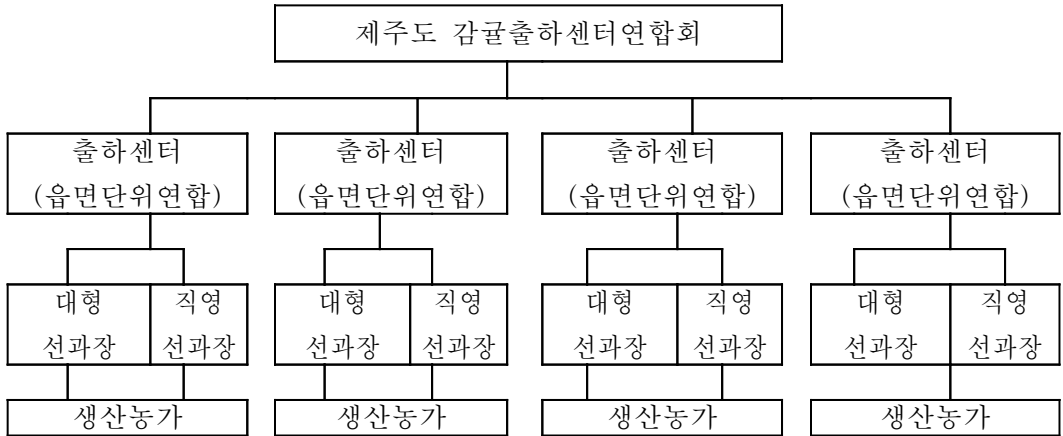 제주도 감귤출하센터연합회
출하센터
(읍면단위연합)
출하센터
(읍면단위연합)
출하센터
(읍면단위연합)
출하센터
(읍면단위연합)
대형
선과장
직영
선과장
대형
선과장
직영
선과장
대형
선과장
직영
선과장
대형
선과장
직영
선과장
생산농가
생산농가
생산농가
생산농가